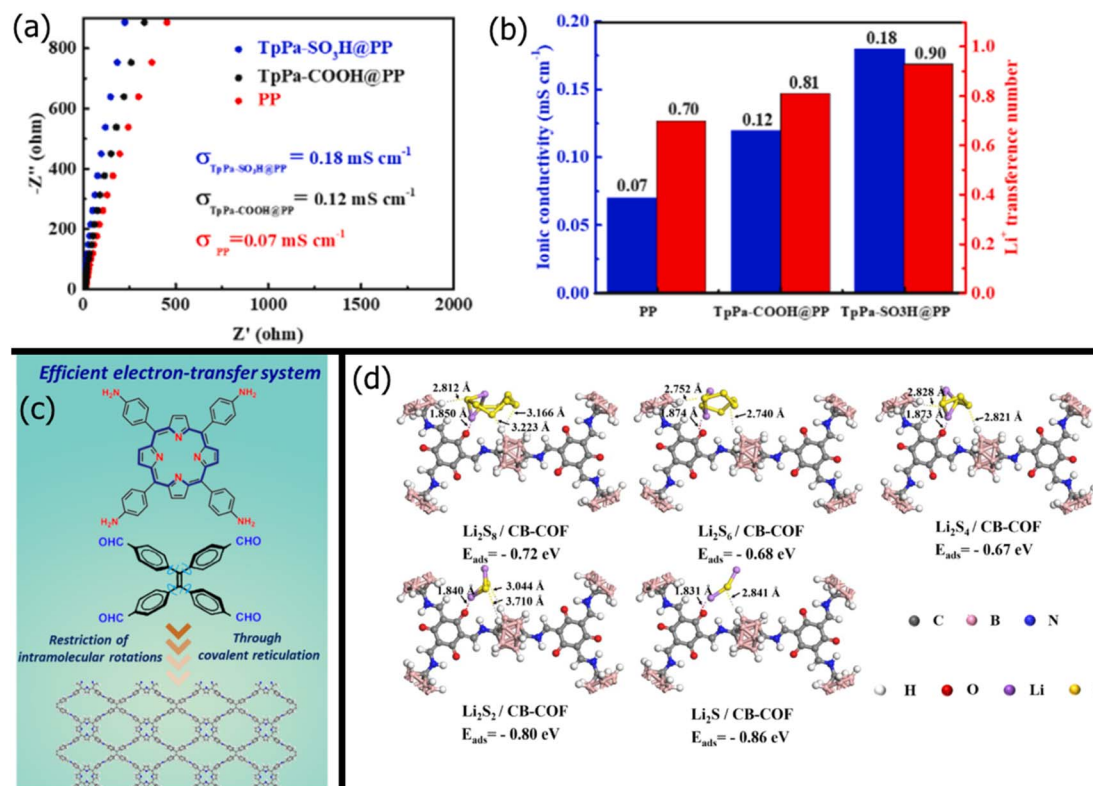 (a)
TpPa-SO₃H@PP
TpPa-COOH@PP
PP
σTpPa-SO₃H@PP = 0.18 mS cm⁻¹
σTpPa-COOH@PP = 0.12 mS cm⁻¹
σPP=0.07 mS cm⁻¹
-Z'' (ohm)
800
600
400
200
0
0 500 1000 1500 2000
Z' (ohm)
(b)
Ionic conductivity (mS cm⁻¹)
0.20
0.15
0.10
0.05
0.00
0.07
0.70
0.12
0.81
0.18
0.90
1.0
0.8
0.6
0.4
0.2
0.0
Li⁺ transference number
PP TpPa-COOH@PP TpPa-SO3H@PP
Efficient electron-transfer system
(c)
H₂N NH₂
N
N N
N
H₂N NH₂
OHC CHO
OHC CHO
Restriction of
intramolecular rotations
Through
covalent reticulation
(d)
2.812 Å
1.850 Å
3.166 Å
3.223 Å
Li₂S₈ / CB-COF
Eads= - 0.72 eV
2.752 Å
1.874 Å
2.740 Å
Li₂S₆ / CB-COF
Eads= - 0.68 eV
2.828 Å
1.873 Å
2.821 Å
Li₂S₄ / CB-COF
Eads= - 0.67 eV
1.840 Å
3.044 Å
3.710 Å
Li₂S₂ / CB-COF
Eads= - 0.80 eV
1.831 Å
2.841 Å
Li₂S / CB-COF
Eads= - 0.86 eV
C B N
H O Li